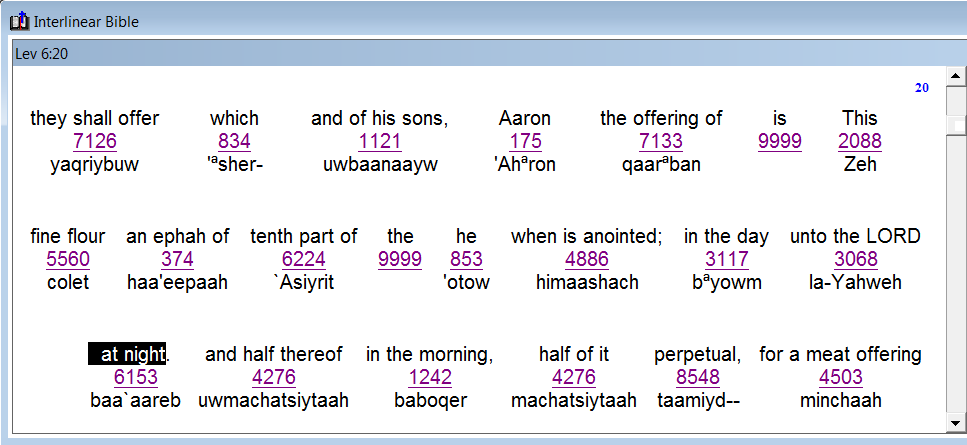 Interlinear Bible
Lev 6:20
20
they shall offer which and of his sons, Aaron the offering of is This
7126 834 1121 175 7133 9999 2088
yaqriybuw 'ªsher- uwbaanaayw 'Ahªron qaarªban Zeh
fine flour an ephah of tenth part of the he when is anointed; in the day unto the LORD
5560 374 6224 9999 853 4886 3117 3068
colet haa'eepaah `Asiyrit 'otow himaashach bªyowm la-Yahweh
at night. and half thereof in the morning, half of it perpetual, for a meat offering
6153 4276 1242 4276 8548 4503
baa`aareb uwmachatsiytaah baboqer machatsiytaah taamiyd-- minchaah